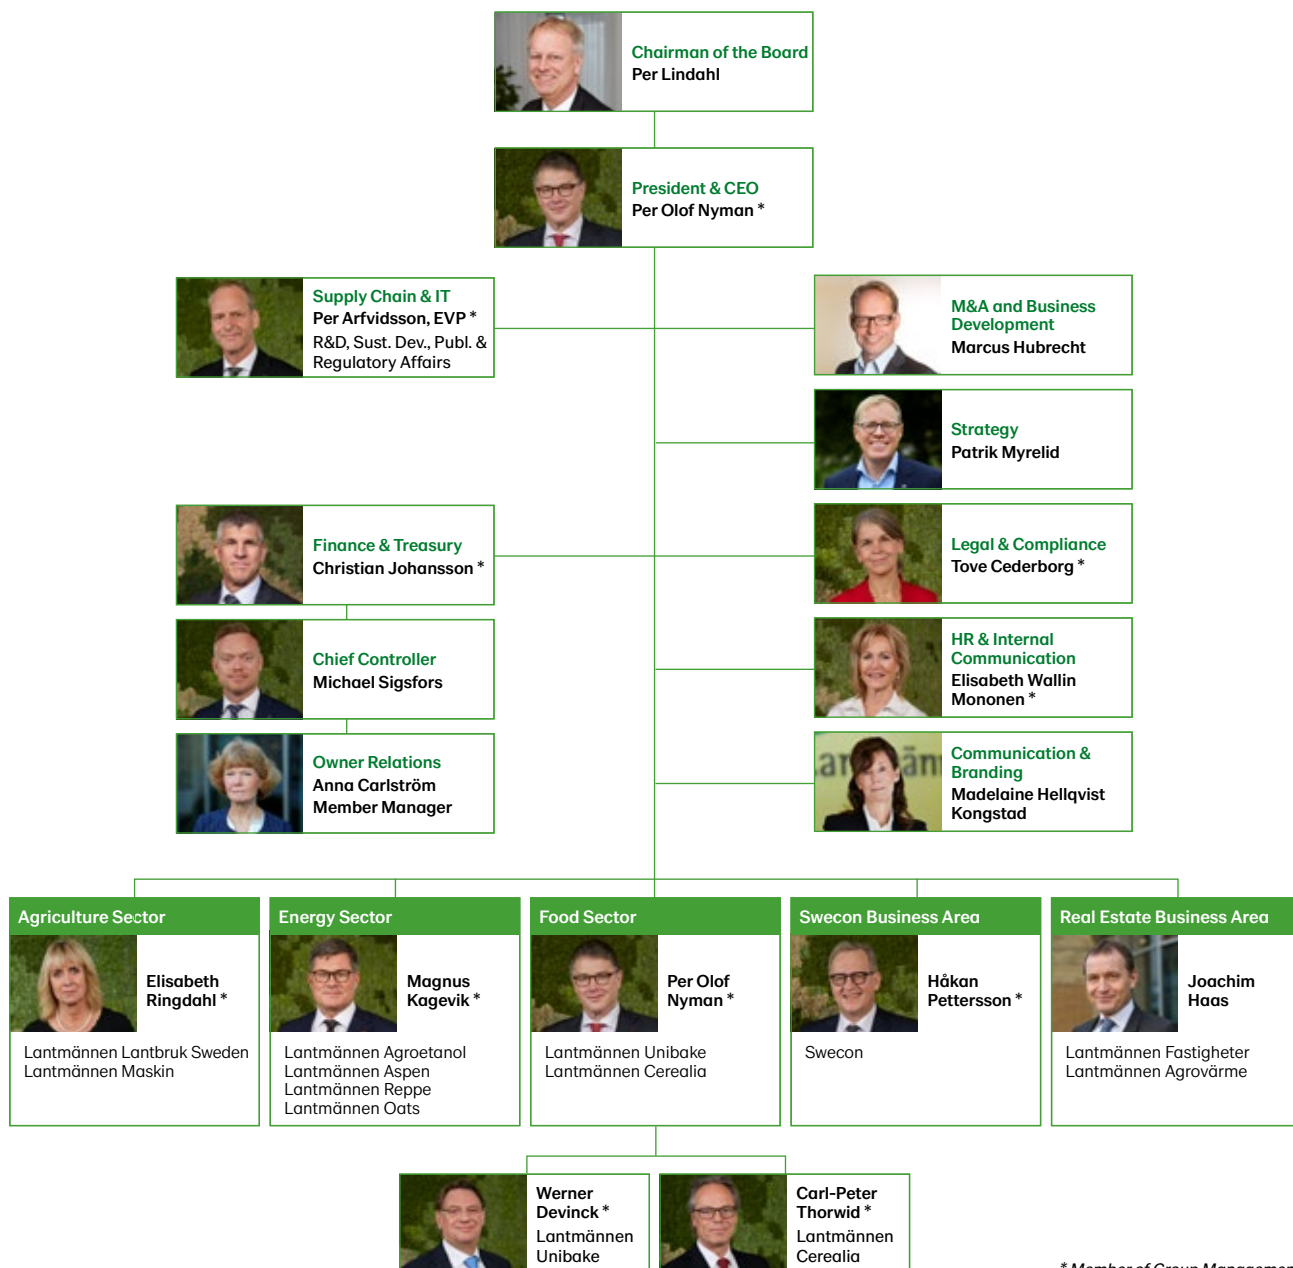 Chairman of the Board
Per Lindahl
President & CEO
Per Olof Nyman *
Supply Chain & IT
Per Arfvidsson, EVP *
R&D, Sust. Dev., Publ. &
Regulatory Affairs
M&A and Business
Development
Marcus Hubrecht
Strategy
Patrik Myrelid
Finance & Treasury
Christian Johansson *
Legal & Compliance
Tove Cederborg *
Chief Controller
Michael Sigsfors
HR & Internal
Communication
Elisabeth Wallin
Mononen *
Owner Relations
Anna Carlström
Member Manager
Communication &
Branding
Madelaine Hellqvist
Kongstad
Agriculture Sector
Elisabeth
Ringdahl *
Lantmännen Lantbruk Sweden
Lantmännen Maskin
Energy Sector
Magnus
Kagevik *
Lantmännen Agroetanol
Lantmännen Aspen
Lantmännen Reppe
Lantmännen Oats
Food Sector
Per Olof
Nyman *
Lantmännen Unibake
Lantmännen Cerealia
Swecon Business Area
Håkan
Pettersson *
Swecon
Real Estate Business Area
Joachim
Haas
Lantmännen Fastigheter
Lantmännen Agrovärme
Werner
Devinck *
Lantmännen
Unibake
Carl-Peter
Thorwid *
Lantmännen
Cerealia
* Member of Group Management